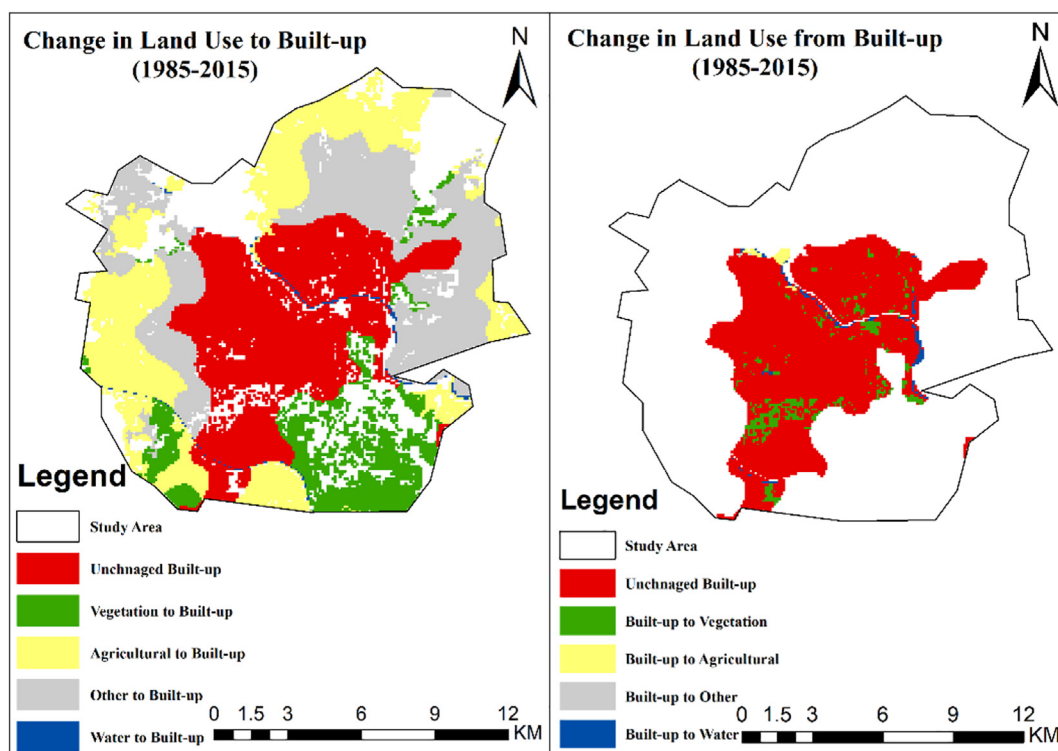 Change in Land Use to Built-up
(1985-2015)
N
Legend
Study Area
Unchnaged Built-up
Vegetation to Built-up
Agricultural to Built-up
Other to Built-up
Water to Built-up
0 1.5 3 6 9 12
KM
Change in Land Use from Built-up
(1985-2015)
N
Legend
Study Area
Unchnaged Built-up
Built-up to Vegetation
Built-up to Agricultural
Built-up to Other
Built-up to Water
0 1.5 3 6 9 12
KM